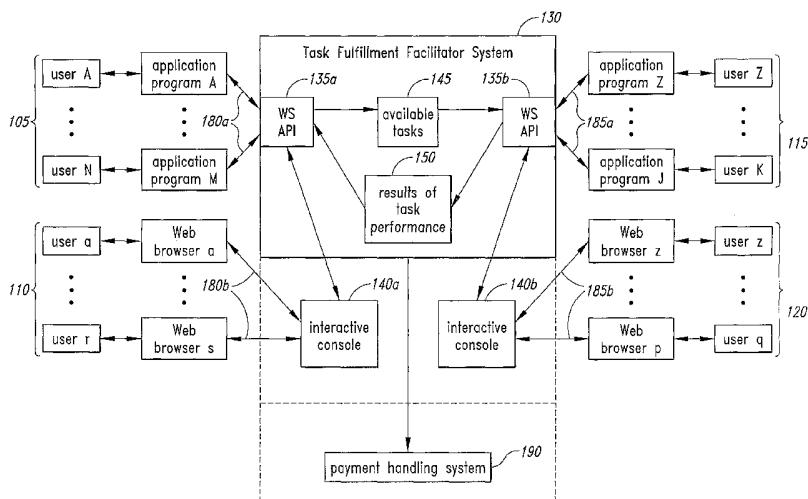 130
Task Fulfillment Facilitator System
135a
145
135b
user A
application
program A
WS
API
available
tasks
WS
API
application
program Z
user Z
105
180a
185a
115
150
user N
application
program M
results of
task
performance
application
program J
user K
user a
Web
browser a
Web
browser z
user z
110
180b
140a
140b
185b
120
user r
Web
browser s
interactive
console
interactive
console
Web
browser p
user q
190
payment handling system